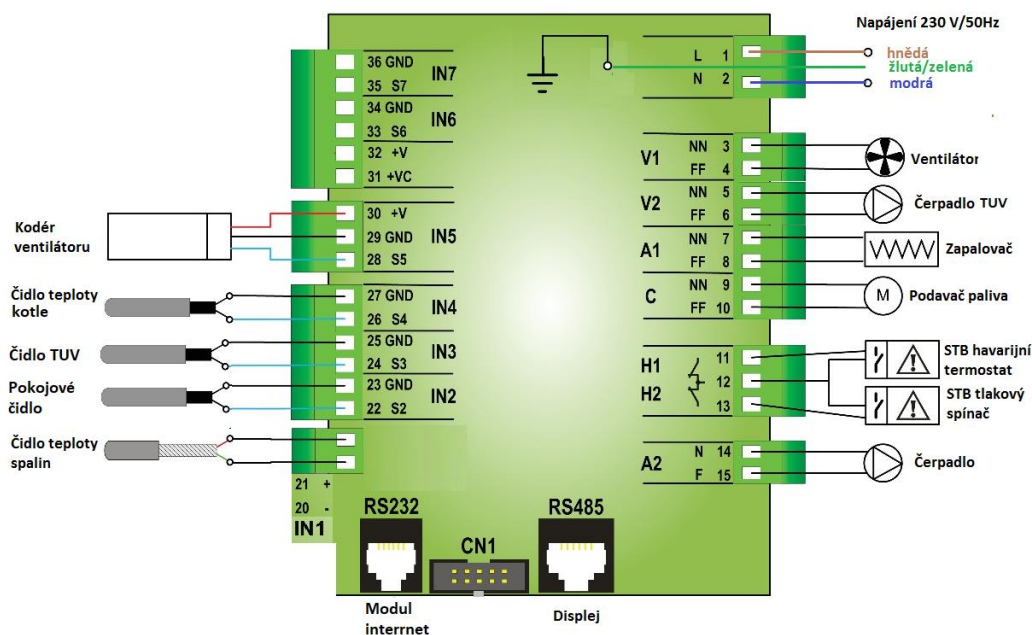 Napájení 230 V/50Hz
L 1
hnědá
žlutá/zelená
N 2
modrá
36 GND
IN7
35 S7
34 GND
IN6
33 S6
32 +V
31 +VC
Kodér
ventilátoru
30 +V
29 GND
IN5
28 S5
Čidlo teploty
kotle
27 GND
IN4
26 S4
Čidlo TUV
25 GND
IN3
24 S3
Pokojové
čidlo
23 GND
IN2
22 S2
Čidlo teploty
spalin
21 +
20 -
IN1
V1
NN 3
FF 4
Ventilátor
V2
NN 5
FF 6
Čerpadlo TUV
A1
NN 7
FF 8
Zapalovač
C
NN 9
FF 10
M
Podavač paliva
H1
11
H2
12
13
STB havarijní
termostat
STB tlakový
spínač
A2
N 14
F 15
Čerpadlo
RS232
CN1
RS485
Modul
interrnet
Displej